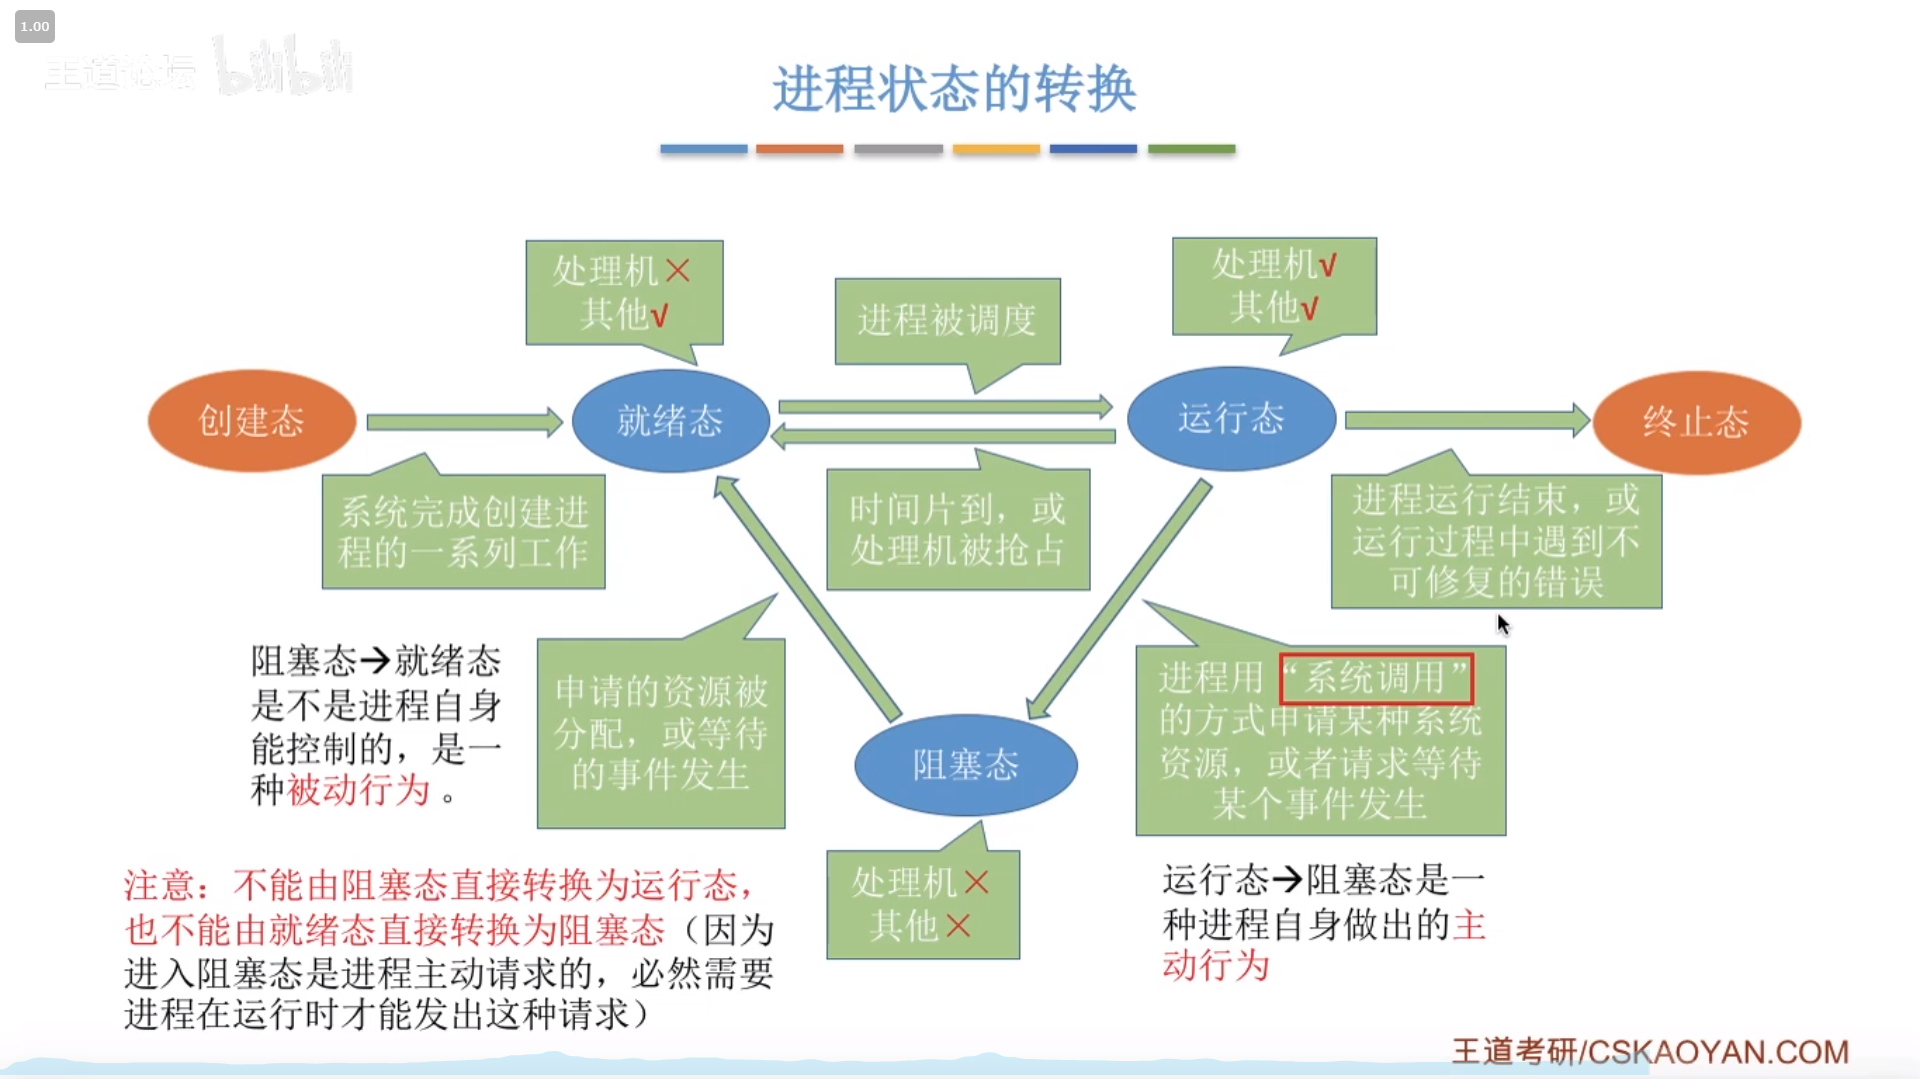 1.00
王道论坛 bilibili
进程状态的转换
处理机×
其他√
进程被调度
处理机√
其他√
创建态
就绪态
运行态
终止态
系统完成创建进
程的一系列工作
时间片到，或
处理机被抢占
进程运行结束，或
运行过程中遇到不
可修复的错误
阻塞态→就绪态
是不是进程自身
能控制的，是一
种被动行为 。
申请的资源被
分配，或等待
的事件发生
阻塞态
进程用“系统调用”
的方式申请某种系统
资源，或者请求等待
某个事件发生
处理机×
其他×
注意：不能由阻塞态直接转换为运行态，
也不能由就绪态直接转换为阻塞态（因为
进入阻塞态是进程主动请求的，必然需要
进程在运行时才能发出这种请求）
运行态→阻塞态是一
种进程自身做出的主
动行为
王道考研/CSKAOYAN.COM